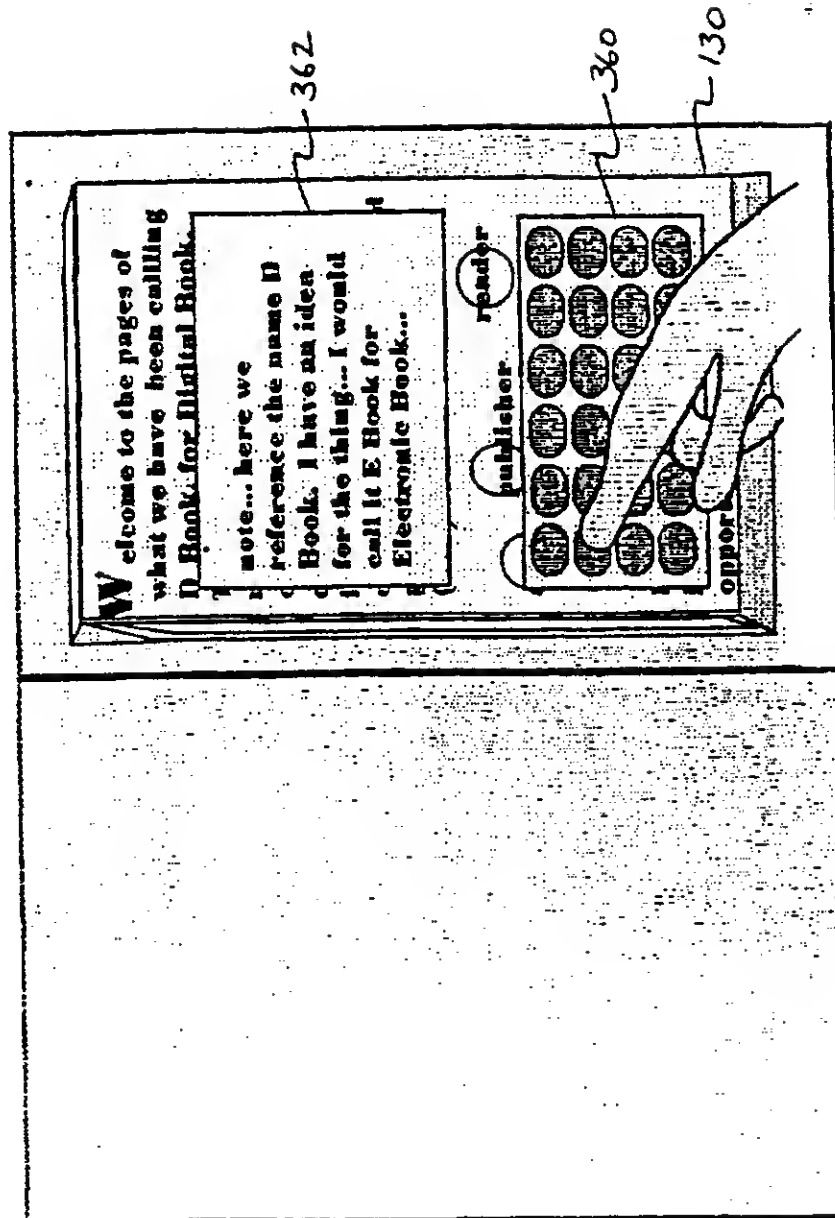 Welcome to the pages of
what we have been callling
D Book for Digital Book.
note... here we
reference the name D
Book. I have an idea
for the thing... I would
call it E Book for
Electronic Book...
publisher
reader
oppor
362
360
130